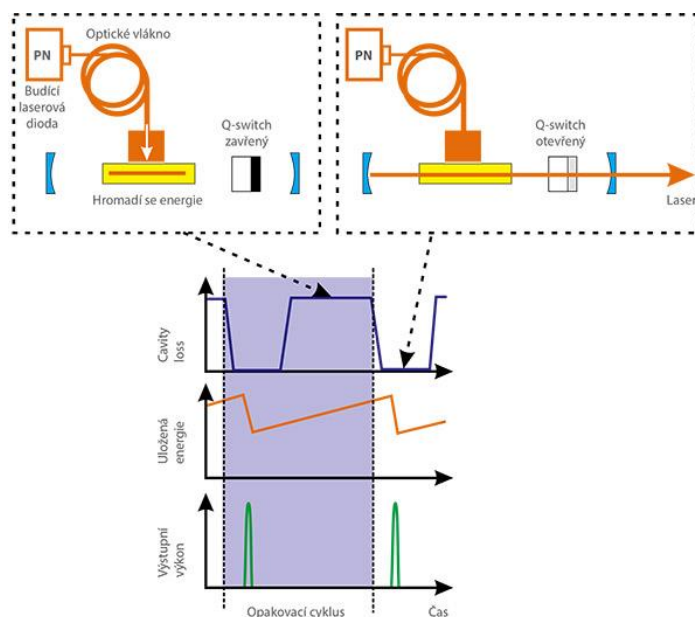 PN
Optické vlákno
Budící
laserová
dioda
Q-switch
zavřený
Hromadí se energie
PN
Q-switch
otevřený
Laser
Cavity
loss
Uložená
energie
Výstupní
výkon
Opakovací cyklus
Čas